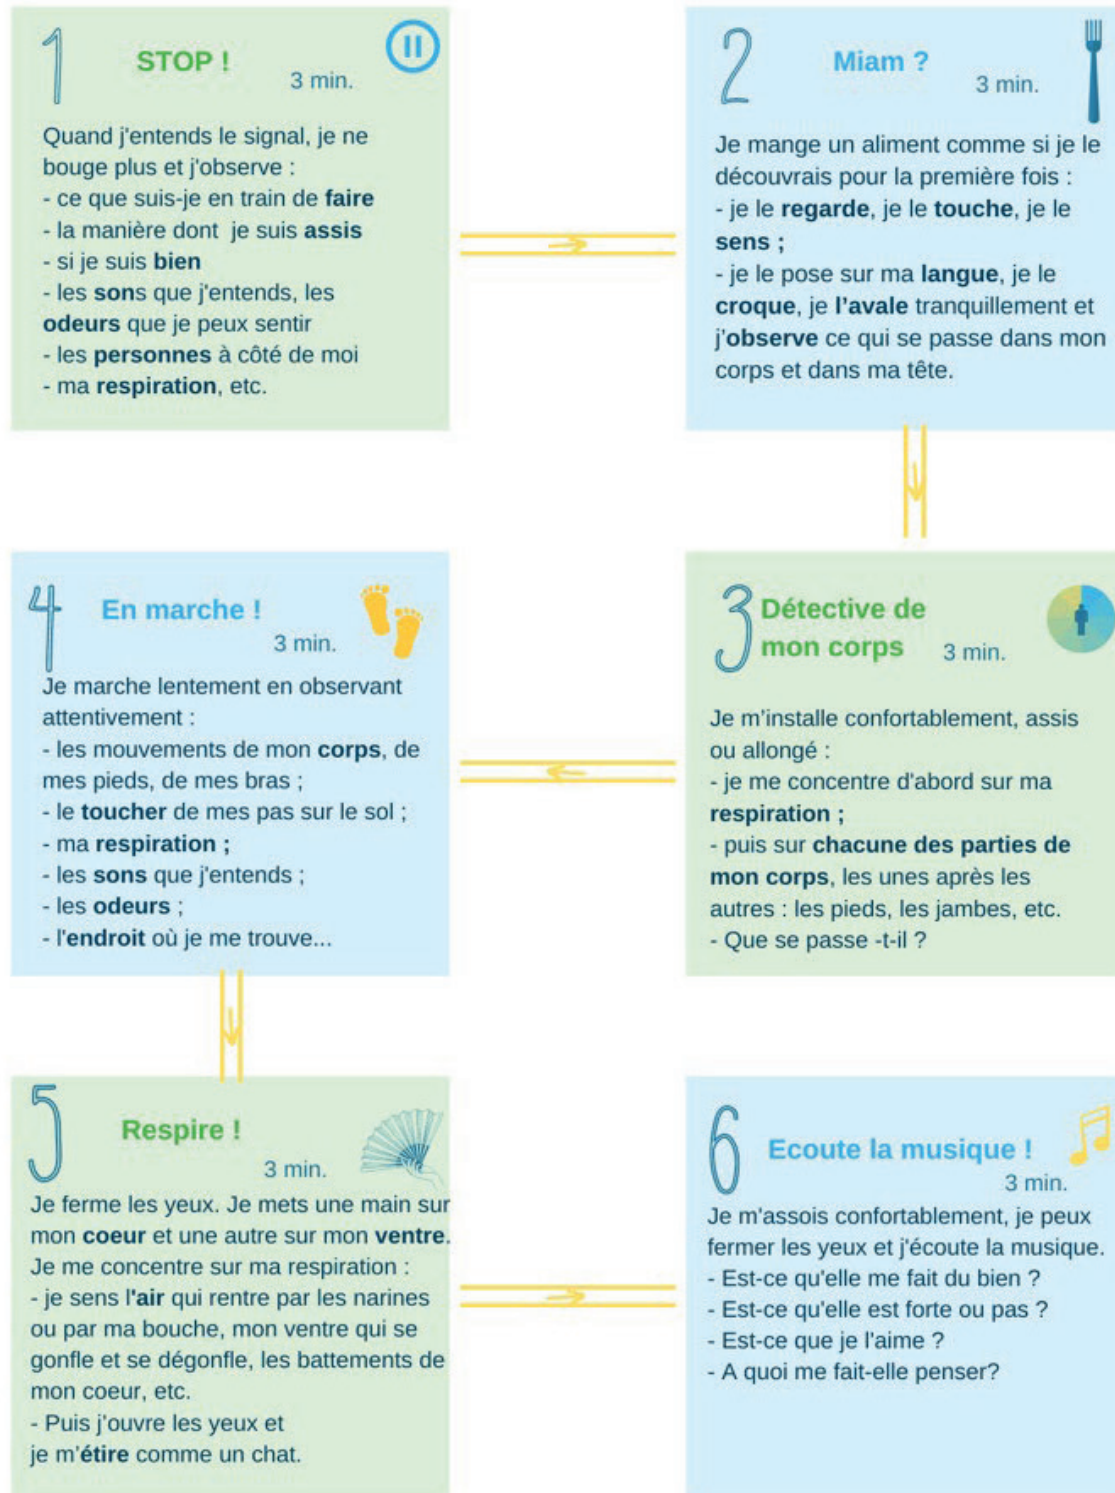 1
STOP !
3 min.
Quand j'entends le signal, je ne
bouge plus et j'observe :
- ce que suis-je en train de faire
- la manière dont je suis assis
- si je suis bien
- les sons que j'entends, les
odeurs que je peux sentir
- les personnes à côté de moi
- ma respiration, etc.
2
Miam ?
3 min.
Je mange un aliment comme si je le
découvrais pour la première fois :
- je le regarde, je le touche, je le
sens ;
- je le pose sur ma langue, je le
croque, je l’avale tranquillement et
j'observe ce qui se passe dans mon
corps et dans ma tête.
3
Détective de
mon corps
3 min.
Je m’installe confortablement, assis
ou allongé :
- je me concentre d'abord sur ma
respiration ;
- puis sur chacune des parties de
mon corps, les unes après les
autres : les pieds, les jambes, etc.
- Que se passe -t-il ?
4
En marche !
3 min.
Je marche lentement en observant
attentivement :
- les mouvements de mon corps, de
mes pieds, de mes bras ;
- le toucher de mes pas sur le sol ;
- ma respiration ;
- les sons que j'entends ;
- les odeurs ;
- l'endroit où je me trouve...
5
Respire !
3 min.
Je ferme les yeux. Je mets une main sur
mon coeur et une autre sur mon ventre.
Je me concentre sur ma respiration :
- je sens l'air qui rentre par les narines
ou par ma bouche, mon ventre qui se
gonfle et se dégonfle, les battements de
mon coeur, etc.
- Puis j’ouvre les yeux et
je m’étire comme un chat.
6
Ecoute la musique !
3 min.
Je m'assois confortablement, je peux
fermer les yeux et j'écoute la musique.
- Est-ce qu'elle me fait du bien ?
- Est-ce qu'elle est forte ou pas ?
- Est-ce que je l'aime ?
- A quoi me fait-elle penser?